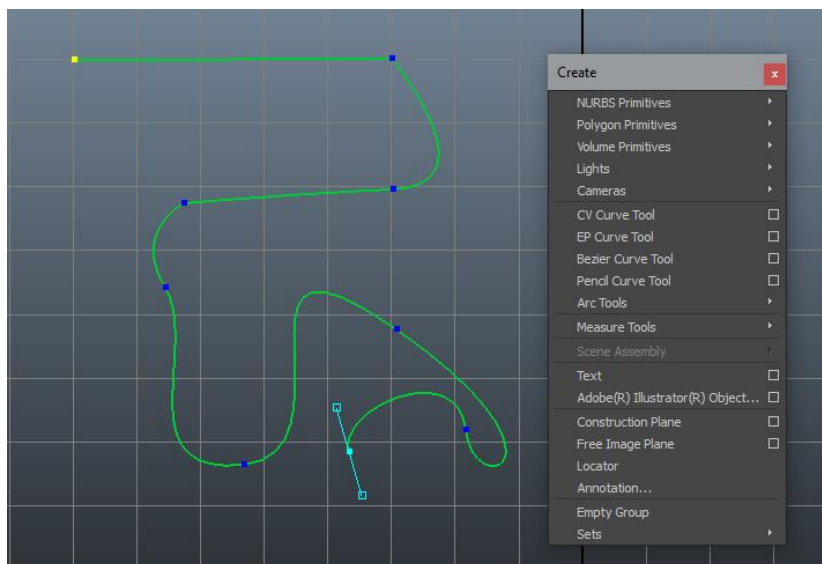 Create
x
NURBS Primitives
Polygon Primitives
Volume Primitives
Lights
Cameras
CV Curve Tool
EP Curve Tool
Bezier Curve Tool
Pencil Curve Tool
Arc Tools
Measure Tools
Scene Assembly
Text
Adobe(R) Illustrator(R) Object...
Construction Plane
Free Image Plane
Locator
Annotation...
Empty Group
Sets